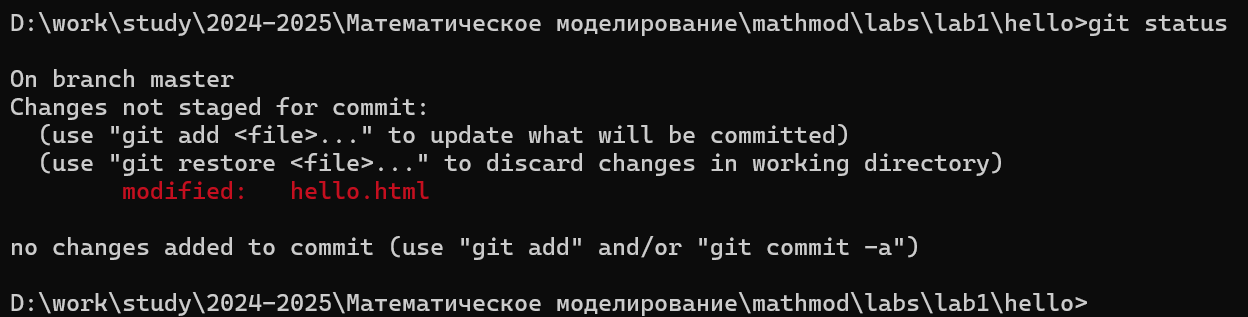 D:\work\study\2024-2025\Математическое моделирование\mathmod\labs\lab1\hello>git status
On branch master
Changes not staged for commit:
  (use "git add <file>..." to update what will be committed)
  (use "git restore <file>..." to discard changes in working directory)
        modified:   hello.html
no changes added to commit (use "git add" and/or "git commit -a")
D:\work\study\2024-2025\Математическое моделирование\mathmod\labs\lab1\hello>